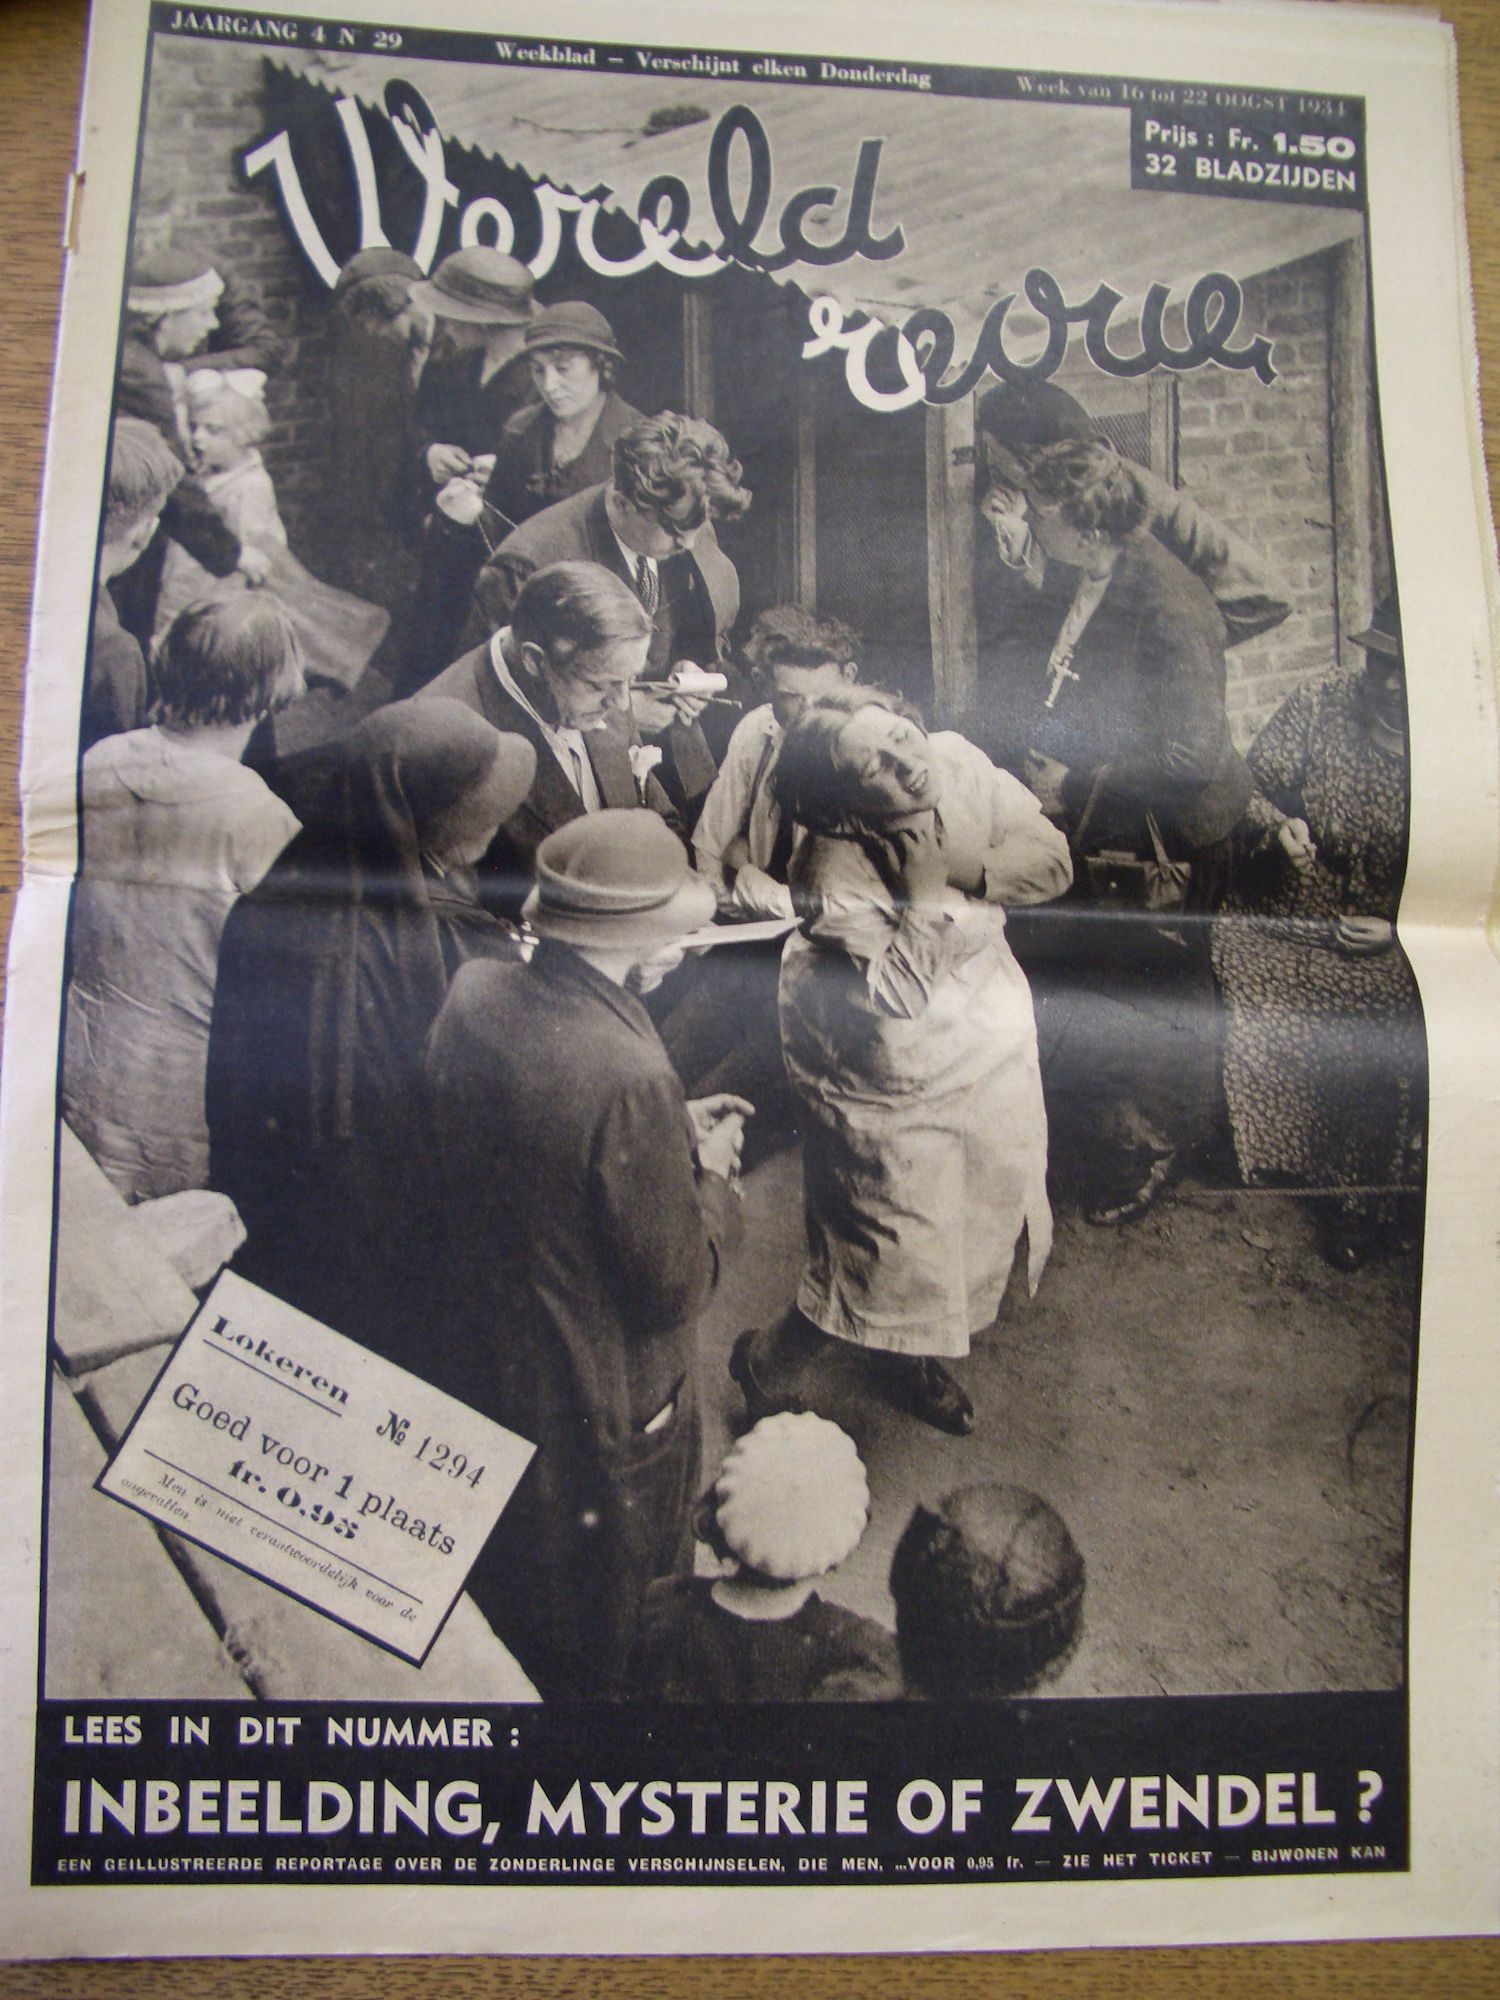 JAARGANG 4 N° 29
Weekblad – Verschijnt elken Donderdag
Week van 16 tot 22 OOGST 1934
Prijs : Fr. 1.50
32 BLADZIJDEN
Wereld
revue
Lokeren
№ 1294
Goed voor 1 plaats
fr. 0.95
Men is niet verantwoordelijk voor de
ongevallen.
LEES IN DIT NUMMER :
INBEELDING, MYSTERIE OF ZWENDEL ?
EEN GEILLUSTREERDE REPORTAGE OVER DE ZONDERLINGE VERSCHIJNSELEN, DIE MEN, ...VOOR 0,95 fr. — ZIE HET TICKET — BIJWONEN KAN